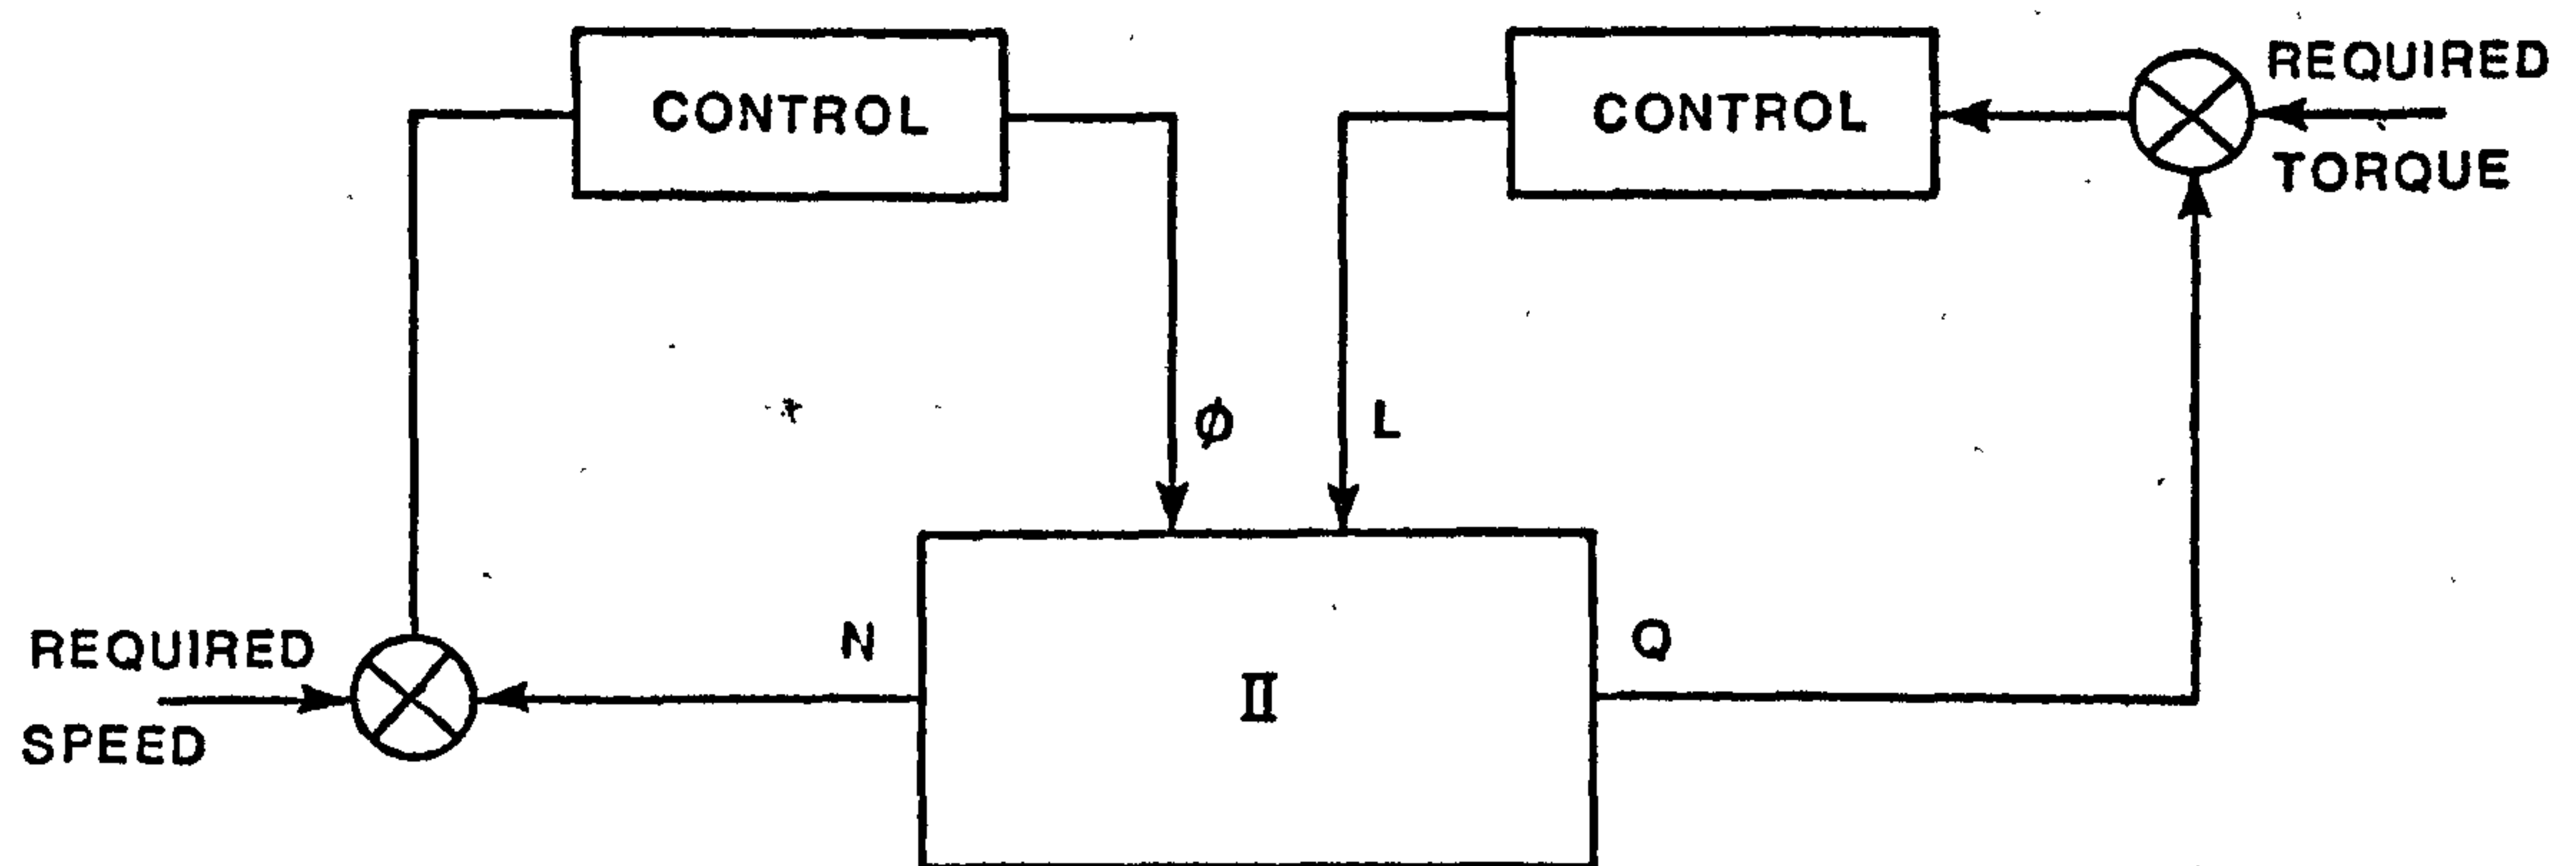 CONTROL
CONTROL
REQUIRED
TORQUE
Ø
L
REQUIRED
SPEED
N
II
Q